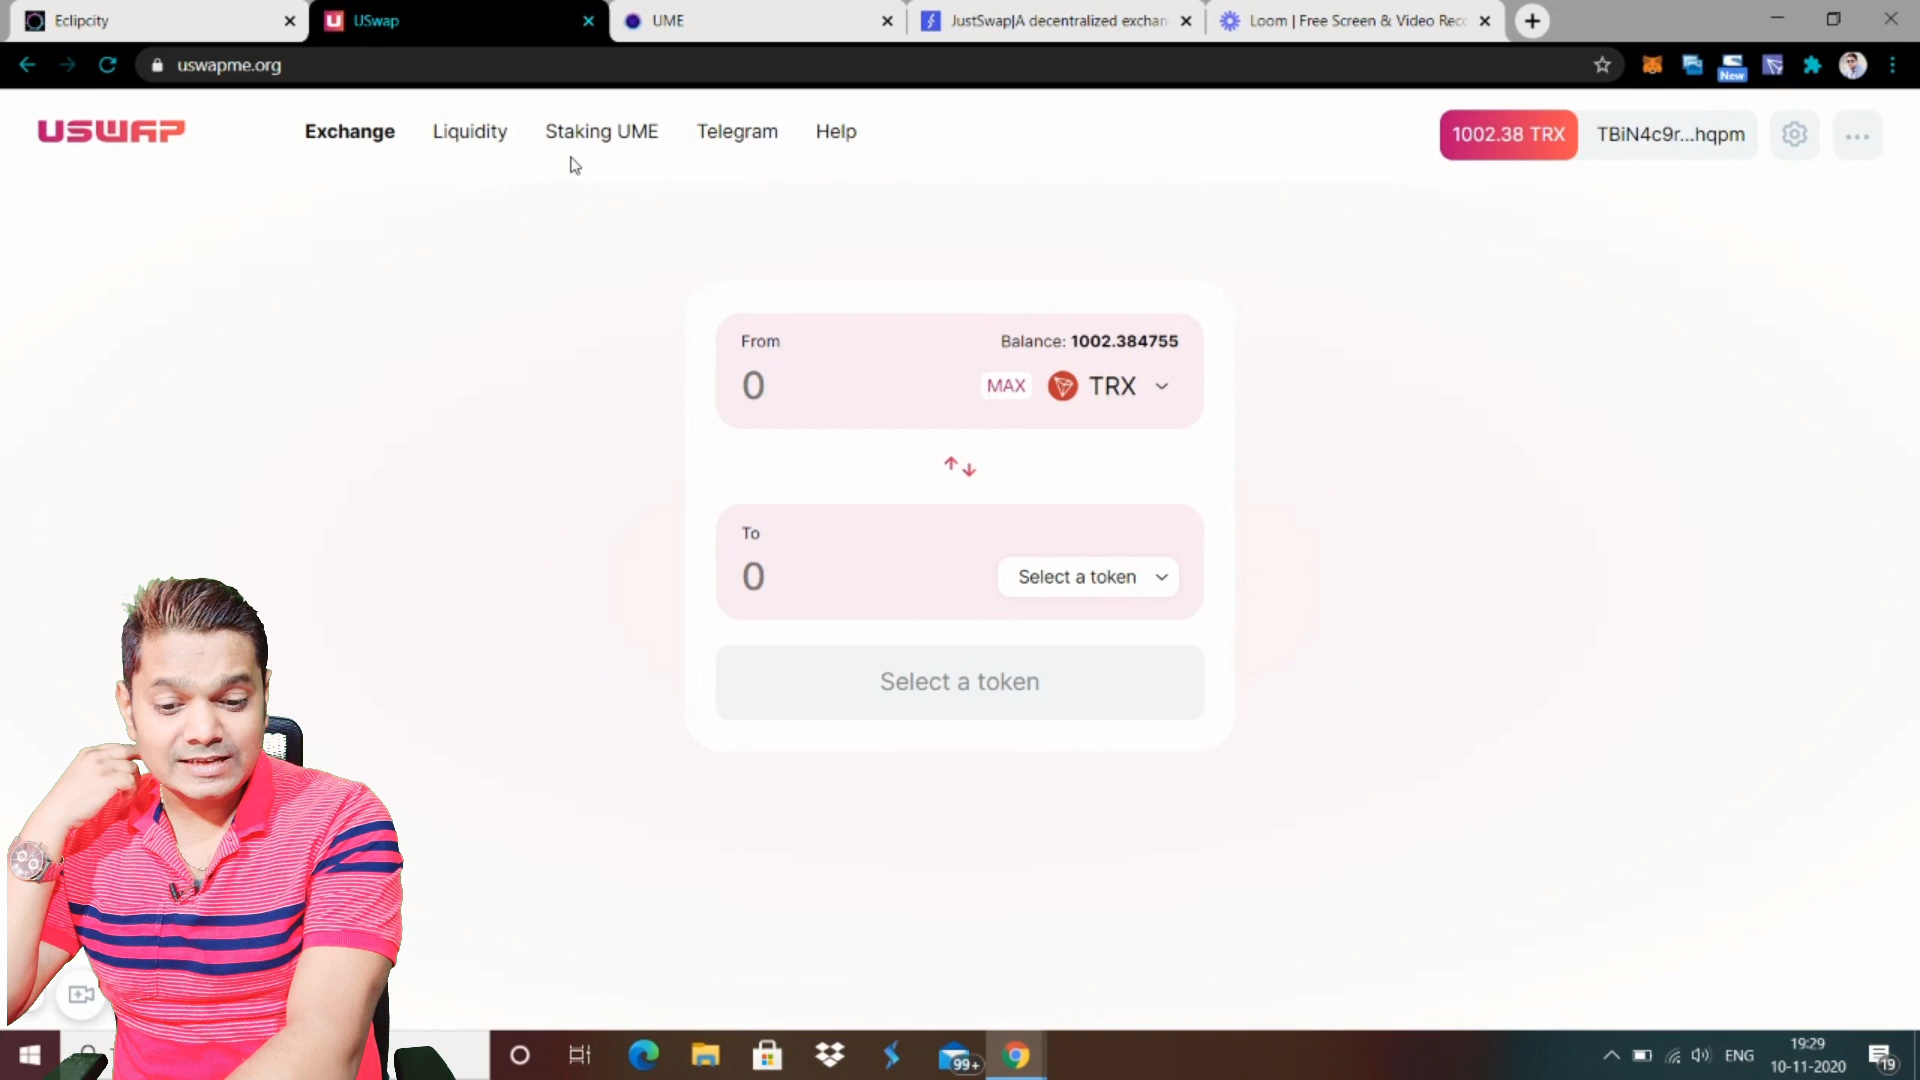 Eclipcity
USwap
UME
JustSwap|A decentralized exchan
Loom | Free Screen & Video Reco
uswapme.org
New
USWAP
Exchange
Liquidity
Staking UME
Telegram
Help
1002.38 TRX
TBiN4c9r...hqpm
From
Balance: 1002.384755
0
MAX
TRX
To
0
Select a token
Select a token
99+
ENG
19:29
10-11-2020
19